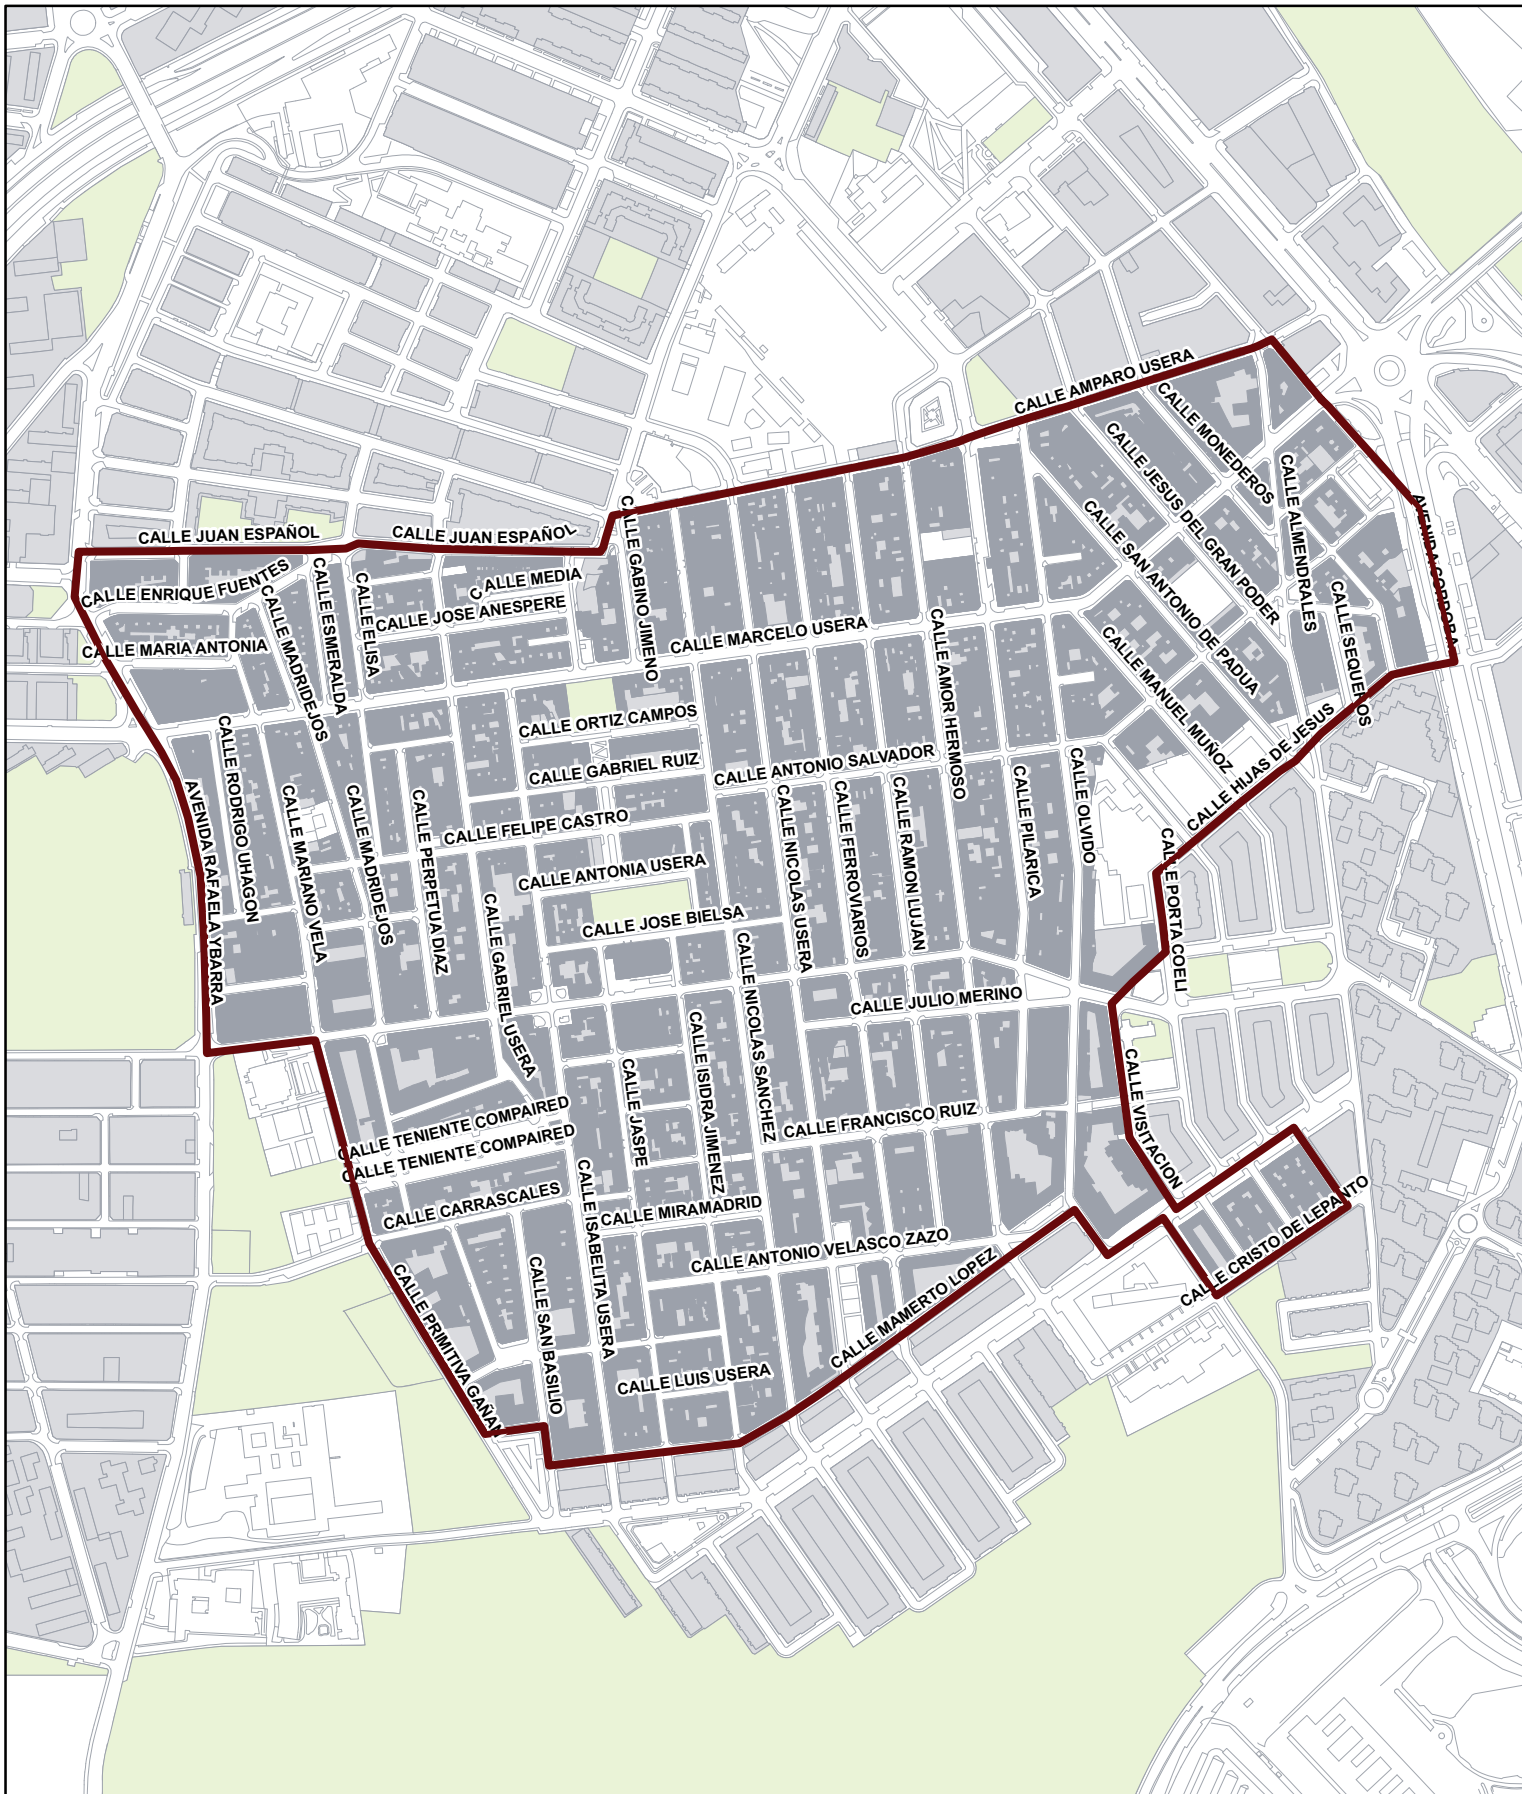 CALLE AMPARO USERA
CALLE MONEDEROS
CALLE JESUS DEL GRAN PODER
CALLE ALMENDRALES
CALLE SAN ANTONIO DE PADUA
AVENIDA CORDOBA
CALLE JUAN ESPAÑOL
CALLE JUAN ESPAÑOL
CALLE GABINO JIMENO
CALLE ENRIQUE FUENTES
CALLE ESMERALDA
CALLE ELISA
CALLE MEDIA
CALLE JOSE ANESPERE
CALLE MADRIDEJOS
CALLE MARIA ANTONIA
CALLE MARCELO USERA
CALLE AMOR HERMOSO
CALLE MANUEL MUÑOZ
CALLE SEQUEROS
CALLE HIJAS DE JESUS
CALLE ORTIZ CAMPOS
CALLE GABRIEL RUIZ
CALLE ANTONIO SALVADOR
CALLE RODRIGO UHAGON
AVENIDA RAFAELA YBARRA
CALLE MARIANO VELA
CALLE MADRIDEJOS
CALLE PERPETUA DIAZ
CALLE FELIPE CASTRO
CALLE ANTONIA USERA
CALLE NICOLAS USERA
CALLE FERROVIARIOS
CALLE RAMON LUJAN
CALLE PILARICA
CALLE OLVIDO
CALLE PORTA COELI
CALLE GABRIEL USERA
CALLE JOSE BIELSA
CALLE NICOLAS SANCHEZ
CALLE JULIO MERINO
CALLE ISIDRA JIMENEZ
CALLE JASPE
CALLE VISITACION
CALLE TENIENTE COMPAIRED
CALLE TENIENTE COMPAIRED
CALLE FRANCISCO RUIZ
CALLE CARRASCALES
CALLE ISABELITA USERA
CALLE MIRAMADRID
CALLE CRISTO DE LEPANTO
CALLE ANTONIO VELASCO ZAZO
CALLE SAN BASILIO
CALLE PRIMITIVA GAÑAN
CALLE MAMERTO LOPEZ
CALLE LUIS USERA